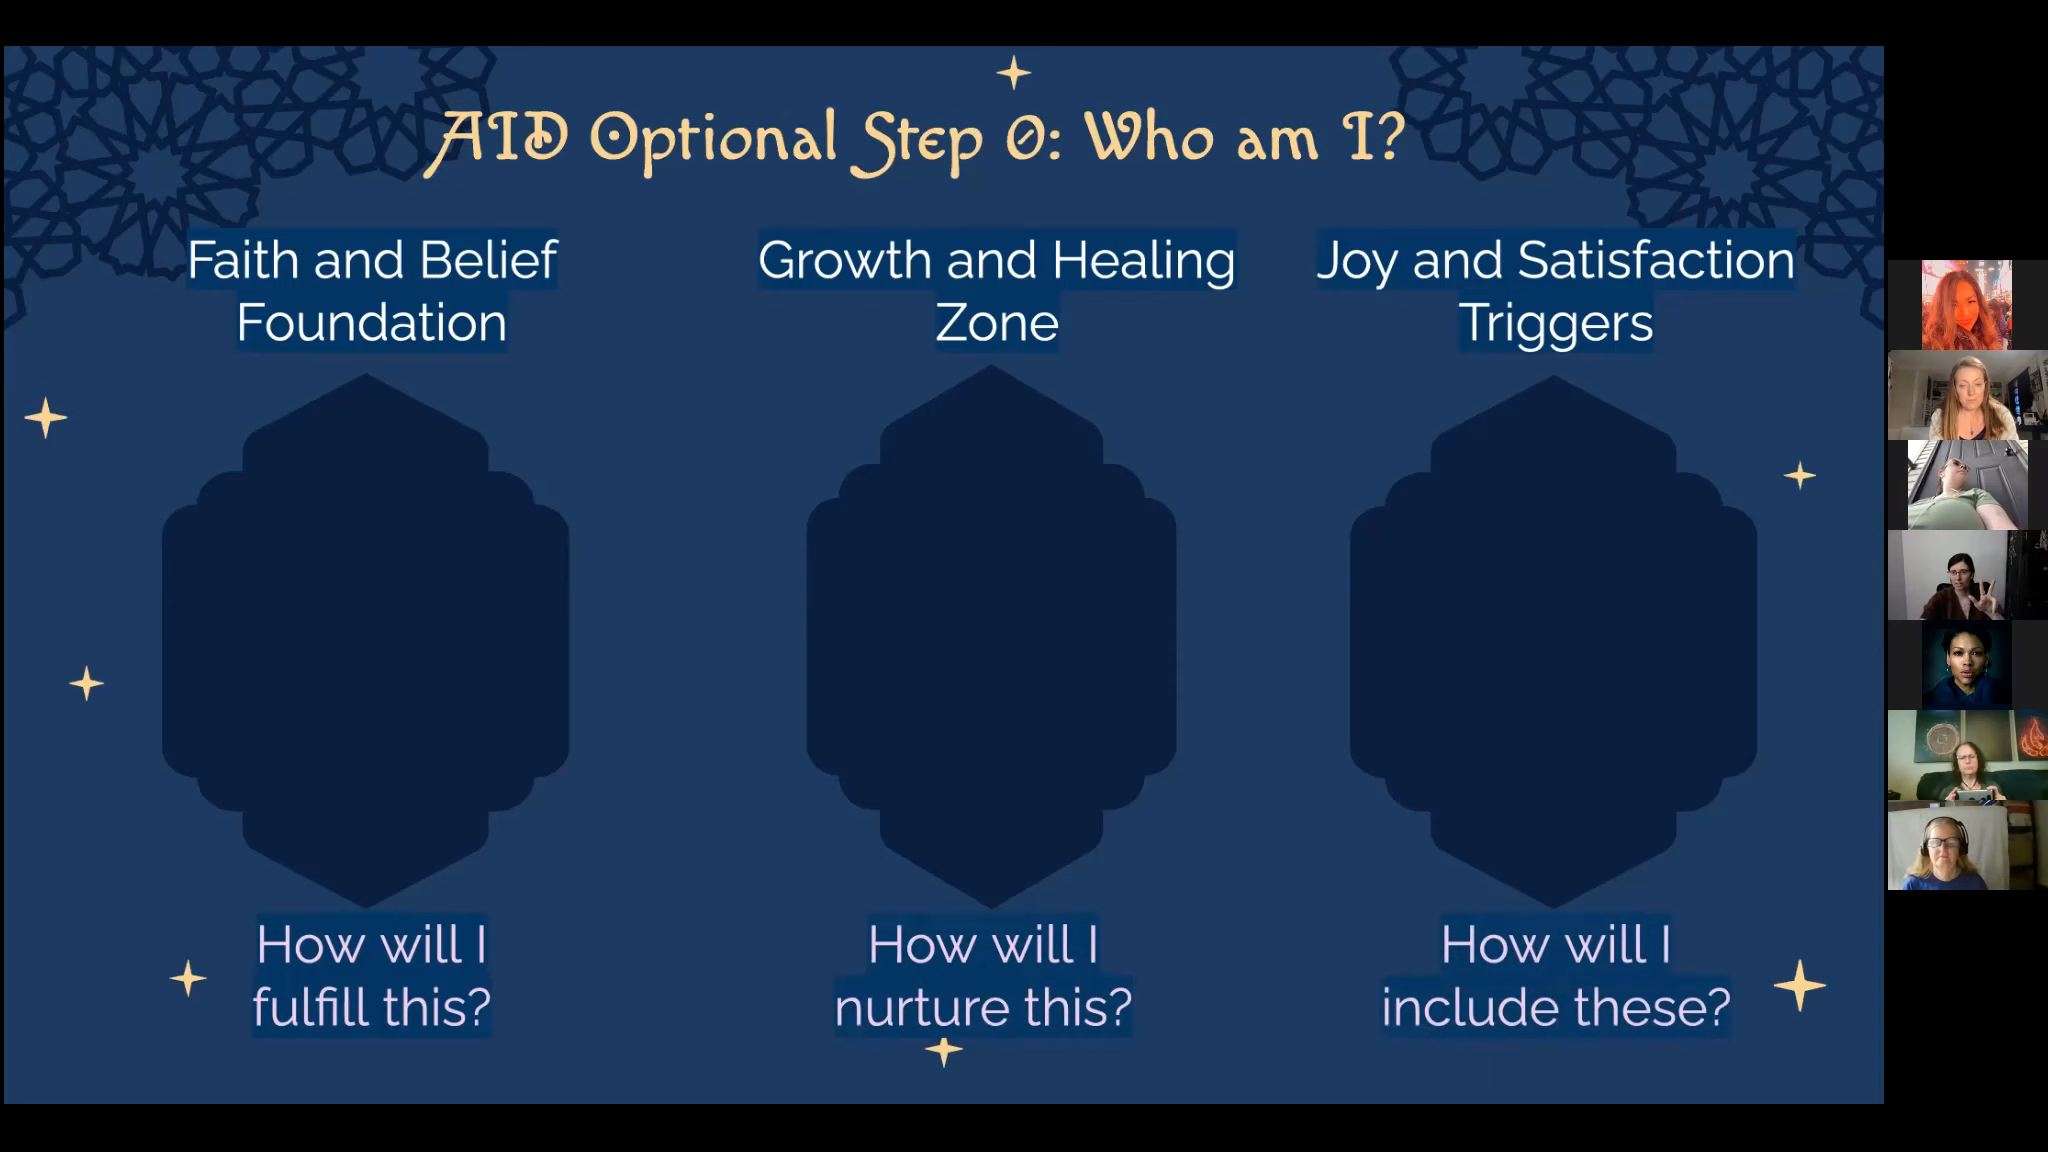 AID Optional Step 0: Who am I?
Faith and Belief
Foundation
Growth and Healing
Zone
Joy and Satisfaction
Triggers
How will I
fulfill this?
How will I
nurture this?
How will I
include these?